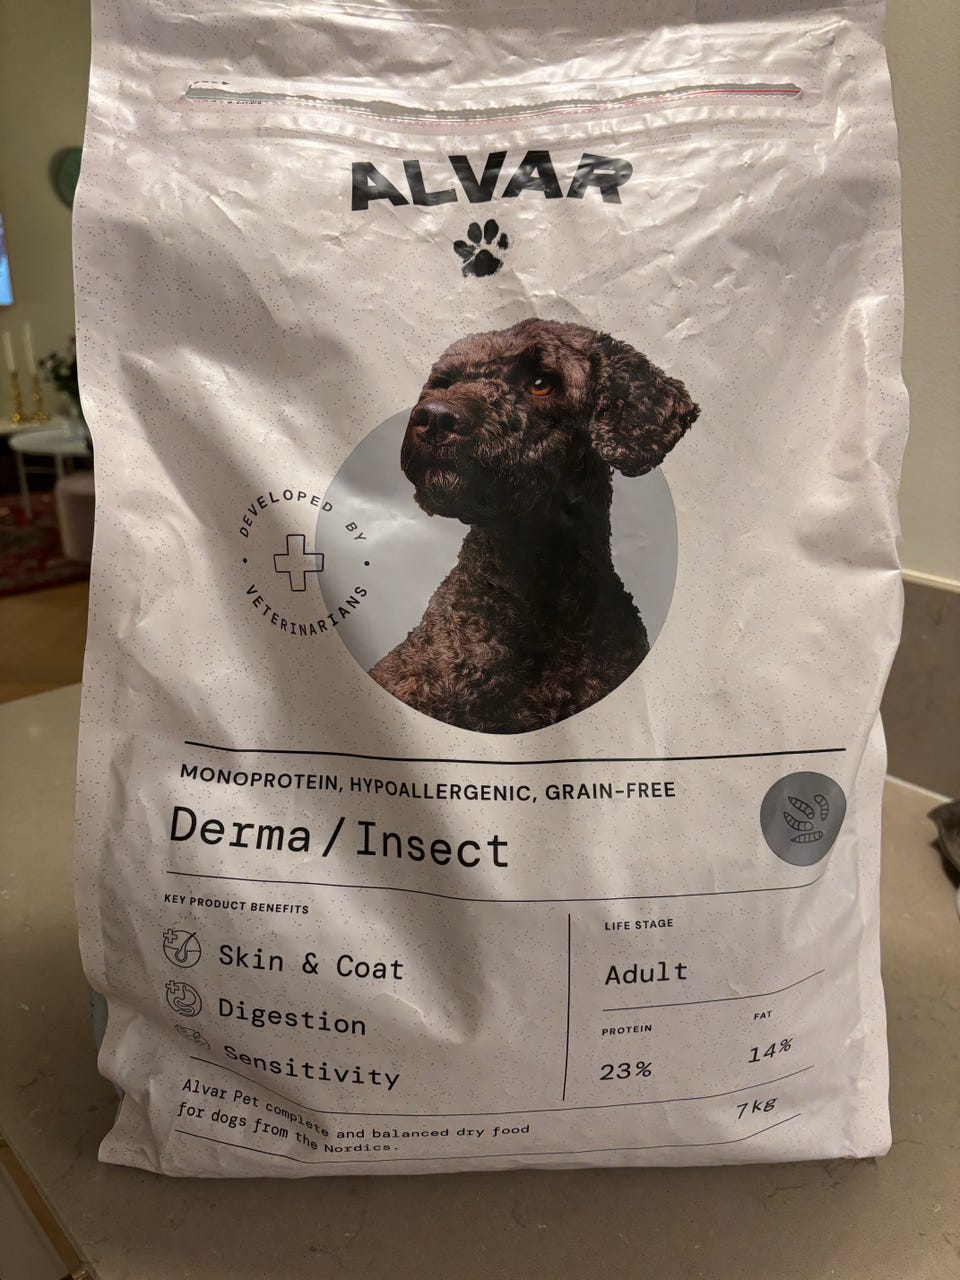 ALVAR
DEVELOPED BY
VETERINARIANS
MONOPROTEIN, HYPOALLERGENIC, GRAIN-FREE
Derma / Insect
KEY PRODUCT BENEFITS
Skin & Coat
Digestion
Sensitivity
LIFE STAGE
Adult
PROTEIN
23%
FAT
14%
7kg
Alvar Pet complete and balanced dry food
for dogs from the Nordics.